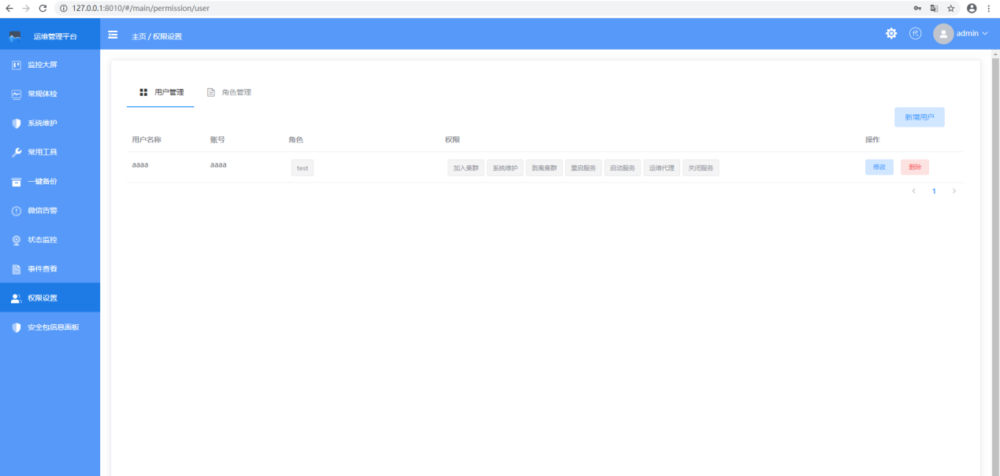 127.0.0.1:8010/#/main/permission/user
运维管理平台
主页 / 权限设置
代
admin
监控大屏
常规体检
系统维护
常用工具
一键备份
微信告警
状态监控
事件查看
权限设置
安全包信息面板
用户管理 角色管理
新增用户
用户名称 账号 角色 权限 操作
aaaa aaaa test 加入集群 系统维护 剥离集群 重启服务 启动服务 运维代理 关闭服务 修改 删除
< 1 >